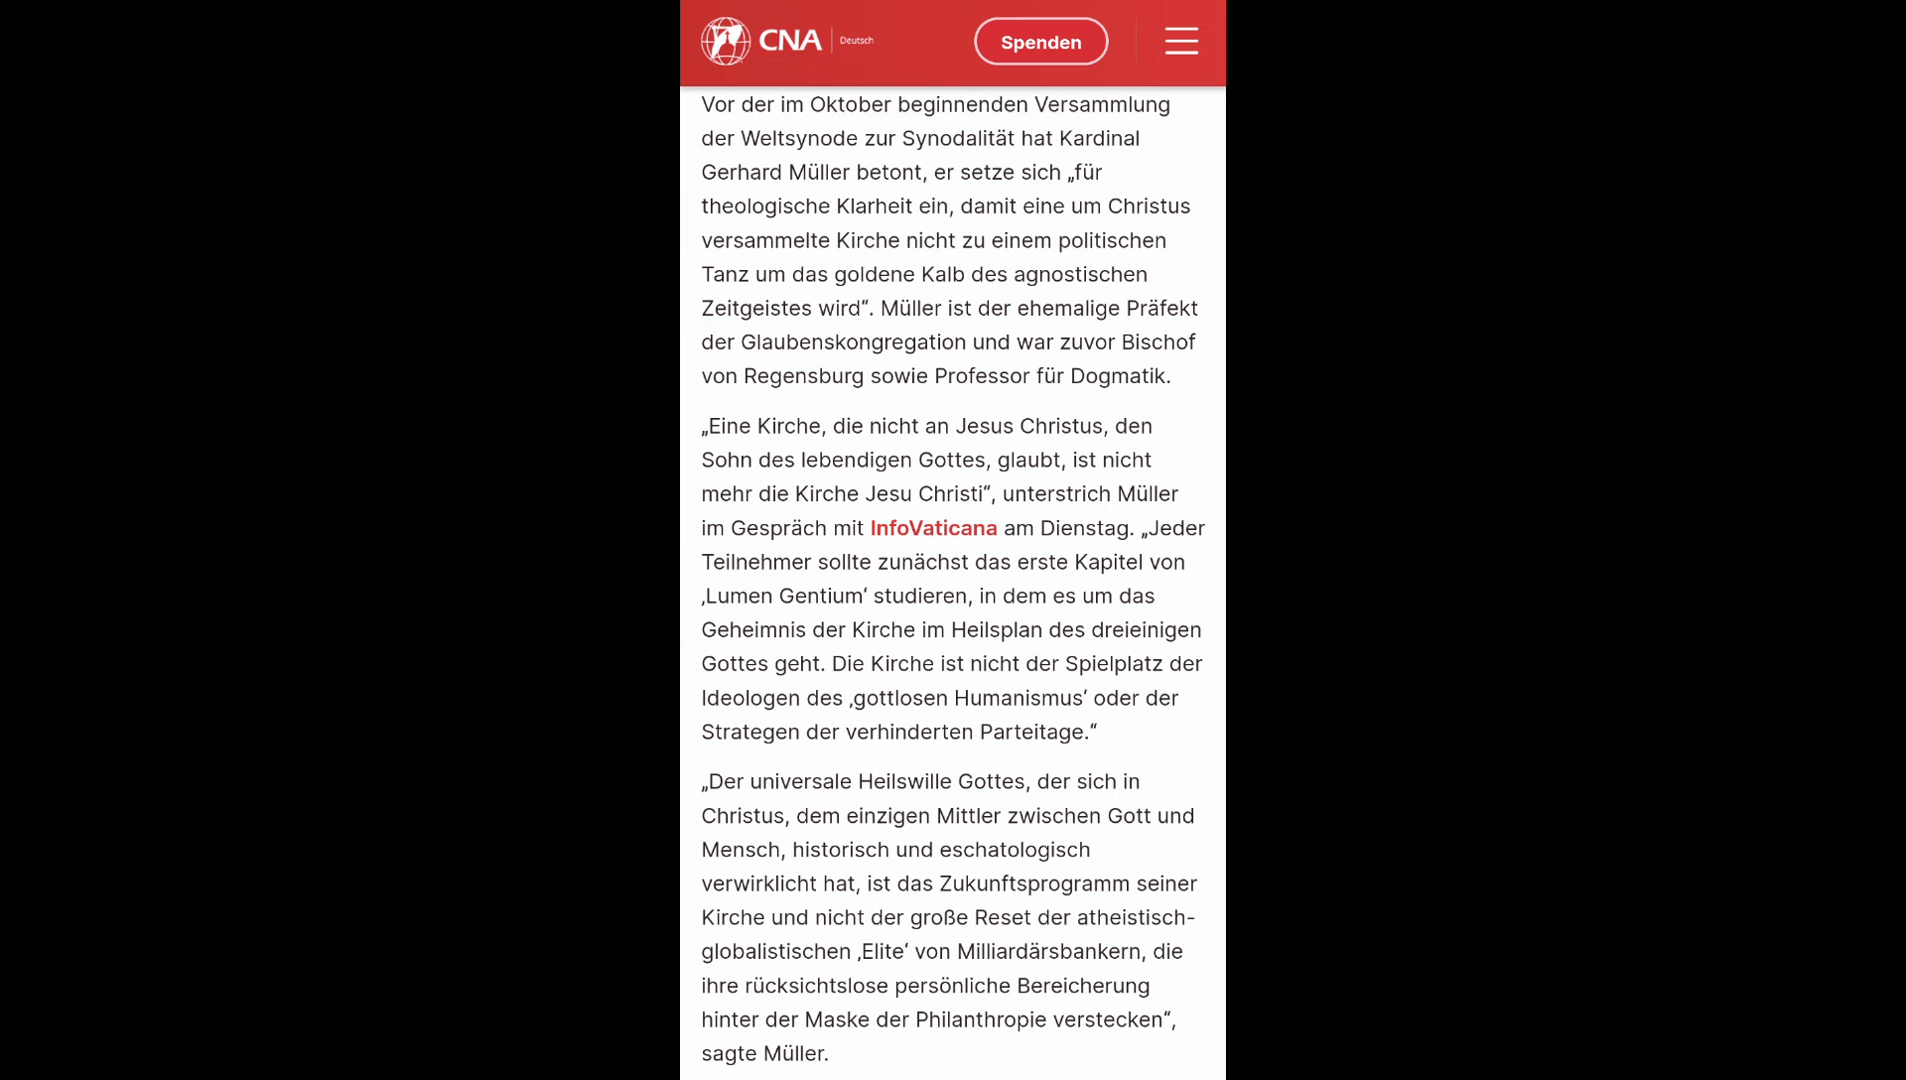 CNA Deutsch
Spenden
Vor der im Oktober beginnenden Versammlung
der Weltsynode zur Synodalität hat Kardinal
Gerhard Müller betont, er setze sich „für
theologische Klarheit ein, damit eine um Christus
versammelte Kirche nicht zu einem politischen
Tanz um das goldene Kalb des agnostischen
Zeitgeistes wird“. Müller ist der ehemalige Präfekt
der Glaubenskongregation und war zuvor Bischof
von Regensburg sowie Professor für Dogmatik.
„Eine Kirche, die nicht an Jesus Christus, den
Sohn des lebendigen Gottes, glaubt, ist nicht
mehr die Kirche Jesu Christi“, unterstrich Müller
im Gespräch mit InfoVaticana am Dienstag. „Jeder
Teilnehmer sollte zunächst das erste Kapitel von
‚Lumen Gentium‘ studieren, in dem es um das
Geheimnis der Kirche im Heilsplan des dreieinigen
Gottes geht. Die Kirche ist nicht der Spielplatz der
Ideologen des ‚gottlosen Humanismus‘ oder der
Strategen der verhinderten Parteitage.“
„Der universale Heilswille Gottes, der sich in
Christus, dem einzigen Mittler zwischen Gott und
Mensch, historisch und eschatologisch
verwirklicht hat, ist das Zukunftsprogramm seiner
Kirche und nicht der große Reset der atheistisch-
globalistischen ‚Elite‘ von Milliardärsbankern, die
ihre rücksichtslose persönliche Bereicherung
hinter der Maske der Philanthropie verstecken“,
sagte Müller.